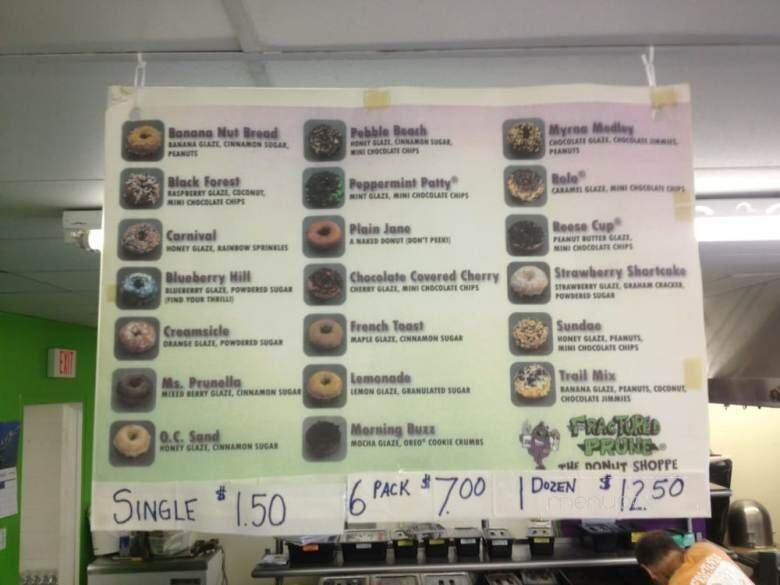 Banana Nut Bread
BANANA GLAZE, CINNAMON SUGAR,
PEANUTS
Black Forest
RASPBERRY GLAZE, COCONUT,
MINI CHOCOLATE CHIPS
Carnival
HONEY GLAZE, RAINBOW SPRINKLES
Blueberry Hill
BLUEBERRY GLAZE, POWDERED SUGAR
(FIND YOUR THRILL!)
Creamsicle
ORANGE GLAZE, POWDERED SUGAR
Ms. Prunella
MIXED BERRY GLAZE, CINNAMON SUGAR
O.C. Sand
HONEY GLAZE, CINNAMON SUGAR
Pebble Beach
HONEY GLAZE, CINNAMON SUGAR,
MINI CHOCOLATE CHIPS
Peppermint Patty®
MINT GLAZE, MINI CHOCOLATE CHIPS
Plain Jane
A NAKED DONUT (DON'T PEEK!)
Chocolate Covered Cherry
CHERRY GLAZE, MINI CHOCOLATE CHIPS
French Toast
MAPLE GLAZE, CINNAMON SUGAR
Lemonade
LEMON GLAZE, GRANULATED SUGAR
Morning Buzz
MOCHA GLAZE, OREO® COOKIE CRUMBS
Myrna Medley
CHOCOLATE GLAZE, CHOCOLATE JIMMIES,
PEANUTS
Rolo®
CARAMEL GLAZE, MINI CHOCOLATE CHIPS
Reese Cup®
PEANUT BUTTER GLAZE,
MINI CHOCOLATE CHIPS
Strawberry Shortcake
STRAWBERRY GLAZE, GRAHAM CRACKER,
POWDERED SUGAR
Sundae
HONEY GLAZE, PEANUTS,
MINI CHOCOLATE CHIPS
Trail Mix
BANANA GLAZE, PEANUTS, COCONUT,
CHOCOLATE JIMMIES
FRACTURED
PRUNE
THE DONUT SHOPPE
SINGLE $1.50
6 PACK $7.00
1 DOZEN $12.50
EXIT